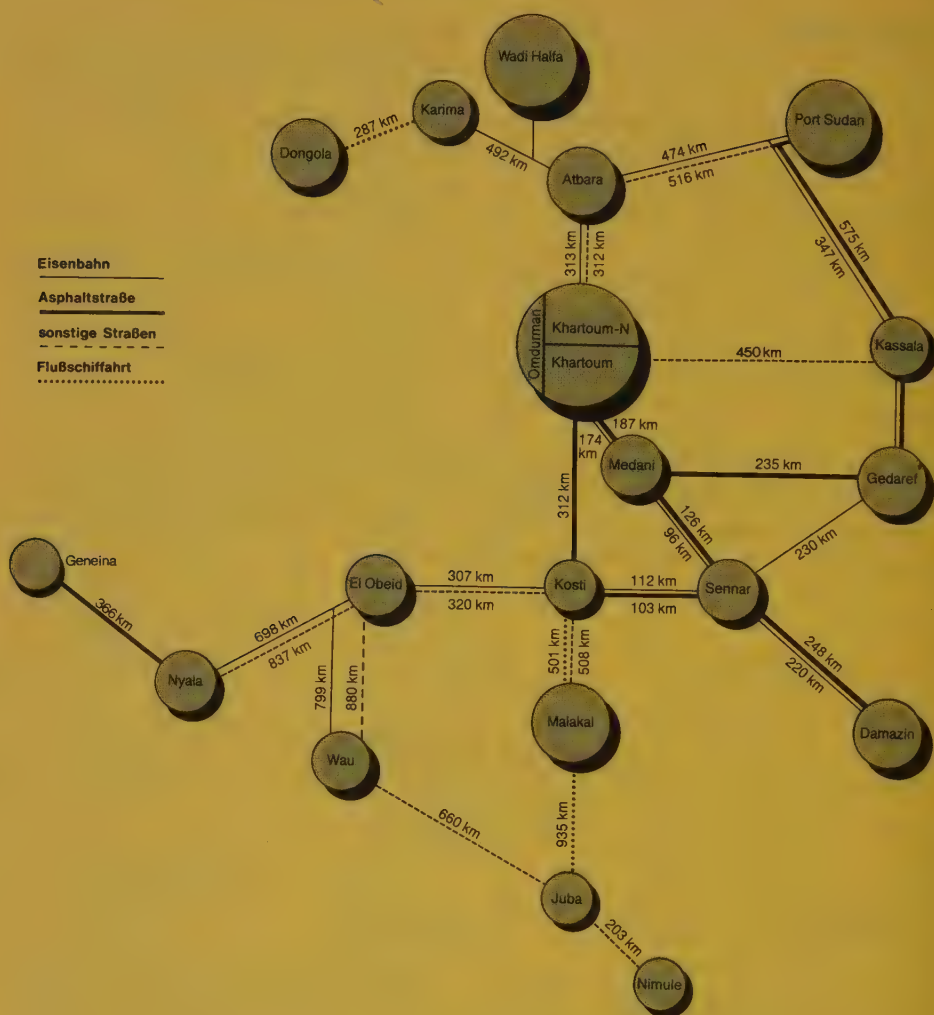 Wadi Halfa
Karima
Port Sudan
287 km
Dongola
492 km
474 km
Atbara
516 km
575 km
347 km
313 km
312 km
Eisenbahn
Asphaltstraße
sonstige Straßen
Flußschiffahrt
Omdurman
Khartoum-N
Khartoum
450 km
Kassala
187 km
174
km
Medani
235 km
Gedaref
312 km
126 km
96 km
230 km
Geneina
El Obeid
307 km
320 km
Kosti
112 km
103 km
Sennar
366 km
698 km
837 km
Nyala
799 km
880 km
501 km
508 km
248 km
220 km
Malakal
Damazin
Wau
660 km
935 km
Juba
203 km
Nimule